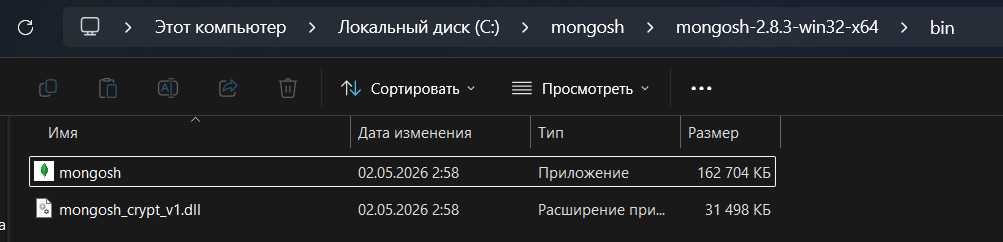 Этот компьютер > Локальный диск (C:) > mongosh > mongosh-2.8.3-win32-x64 > bin
Сортировать Просмотреть •••
Имя Дата изменения Тип Размер
mongosh 02.05.2026 2:58 Приложение 162 704 КБ
mongosh_crypt_v1.dll 02.05.2026 2:58 Расширение при... 31 498 КБ
а